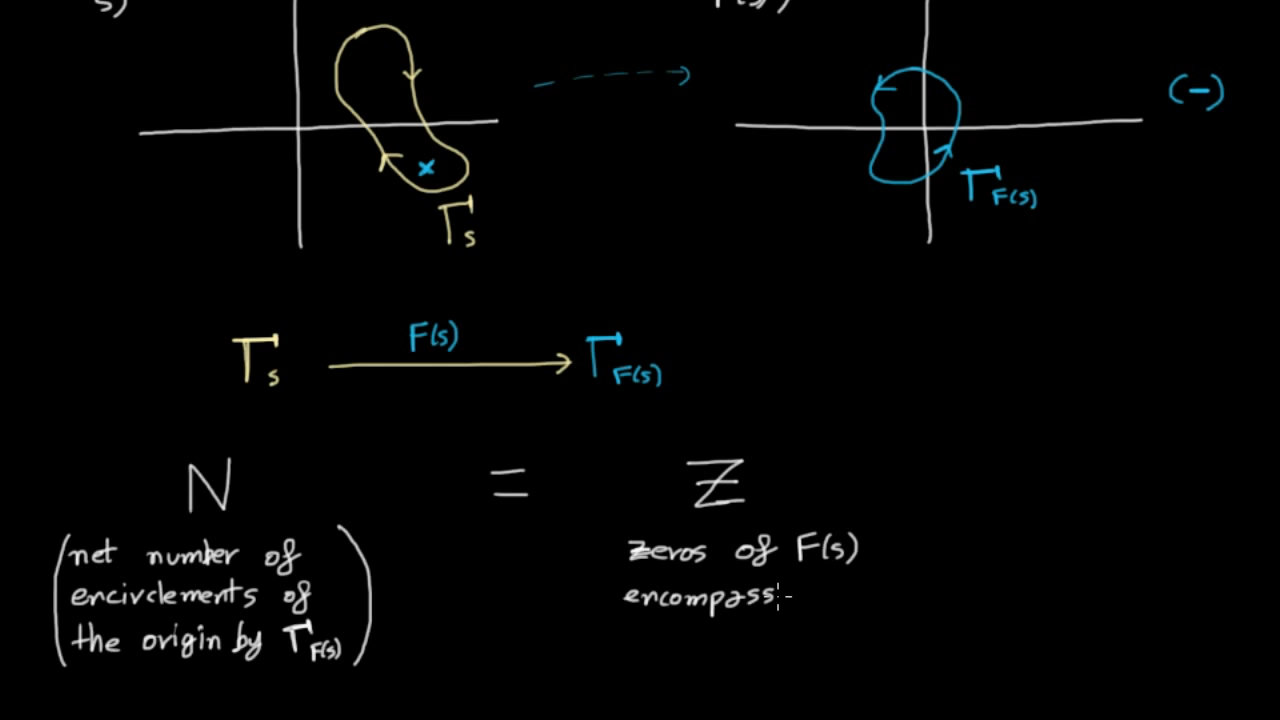 s)
(-)
Γs
ΓF(s)
F(s)
Γs
ΓF(s)
N = Z
(net number of
encirclements of
the origin by ΓF(s))
zeros of F(s)
encompass